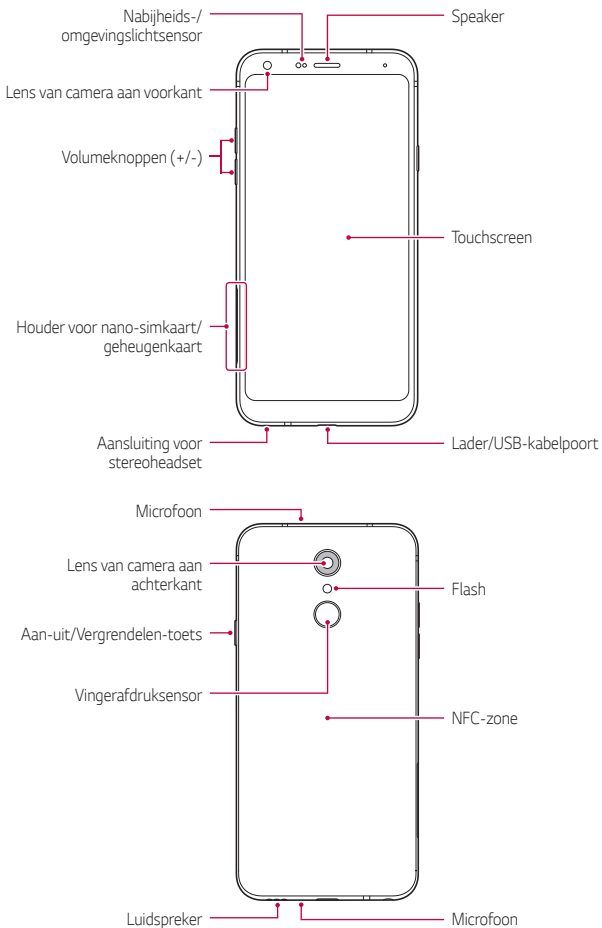 Nabijheids-/
omgevingslichtsensor
Speaker
Lens van camera aan voorkant
Volumeknoppen (+/-)
Touchscreen
Houder voor nano-simkaart/
geheugenkaart
Aansluiting voor
stereoheadset
Lader/USB-kabelpoort
Microfoon
Lens van camera aan
achterkant
Flash
Aan-uit/Vergrendelen-toets
Vingerafdruksensor
NFC-zone
Luidspreker
Microfoon